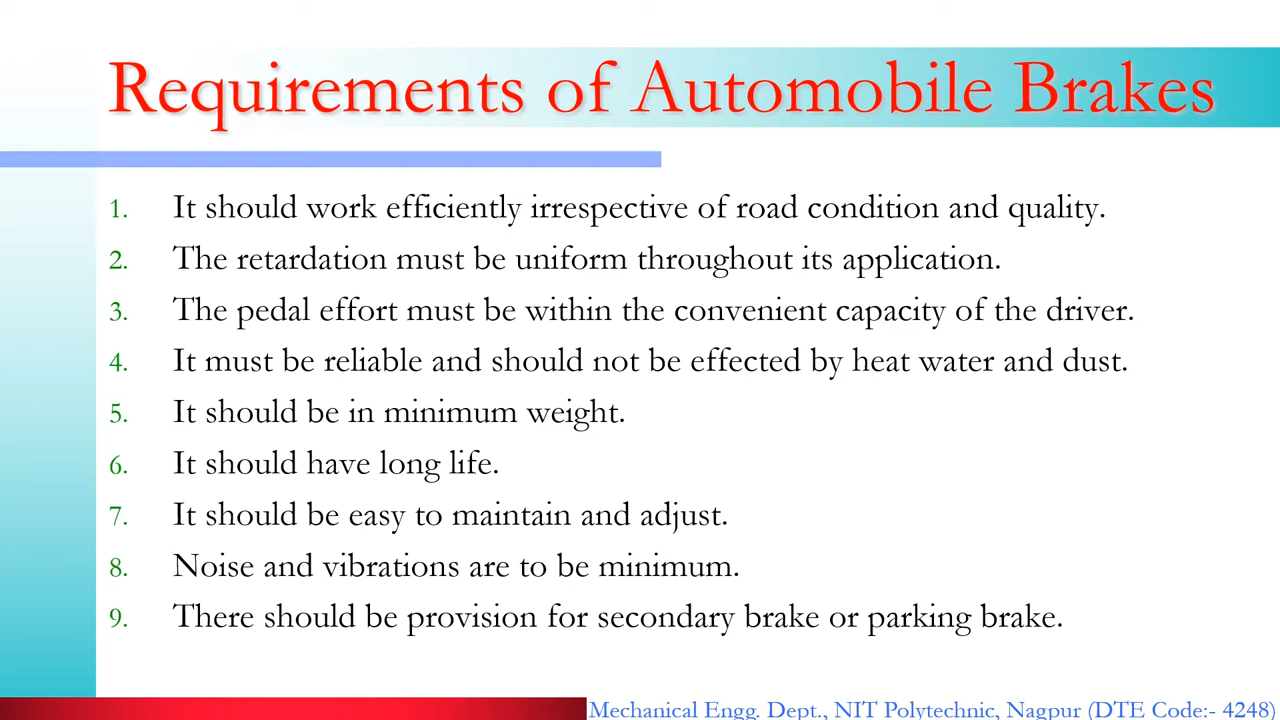 Requirements of Automobile Brakes
1. It should work efficiently irrespective of road condition and quality.
2. The retardation must be uniform throughout its application.
3. The pedal effort must be within the convenient capacity of the driver.
4. It must be reliable and should not be effected by heat water and dust.
5. It should be in minimum weight.
6. It should have long life.
7. It should be easy to maintain and adjust.
8. Noise and vibrations are to be minimum.
9. There should be provision for secondary brake or parking brake.
Mechanical Engg. Dept., NIT Polytechnic, Nagpur (DTE Code:- 4248)